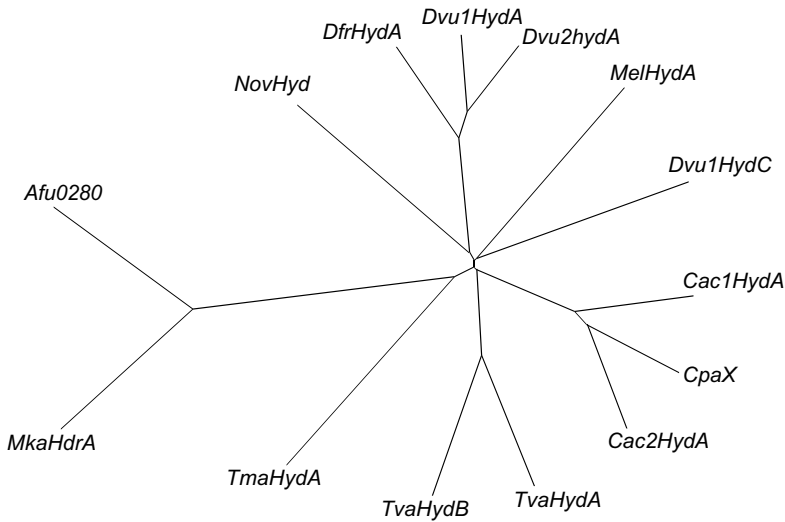 Dvu1HydA
DfrHydA
Dvu2hydA
MelHydA
NovHyd
Dvu1HydC
Afu0280
Cac1HydA
CpaX
MkaHdrA
Cac2HydA
TmaHydA
TvaHydA
TvaHydB